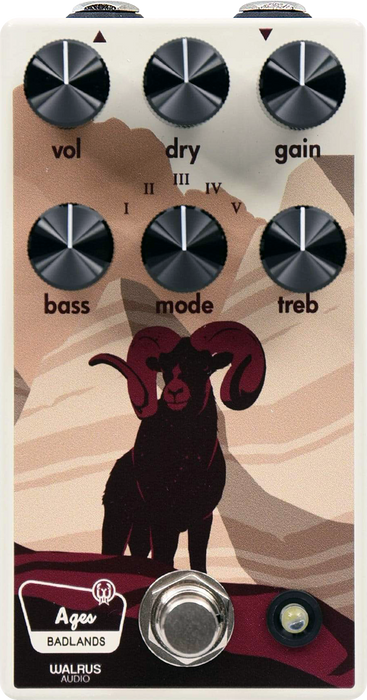 vol dry gain
I II III IV V
bass mode treb
Ages
BADLANDS
WALRUS
AUDIO